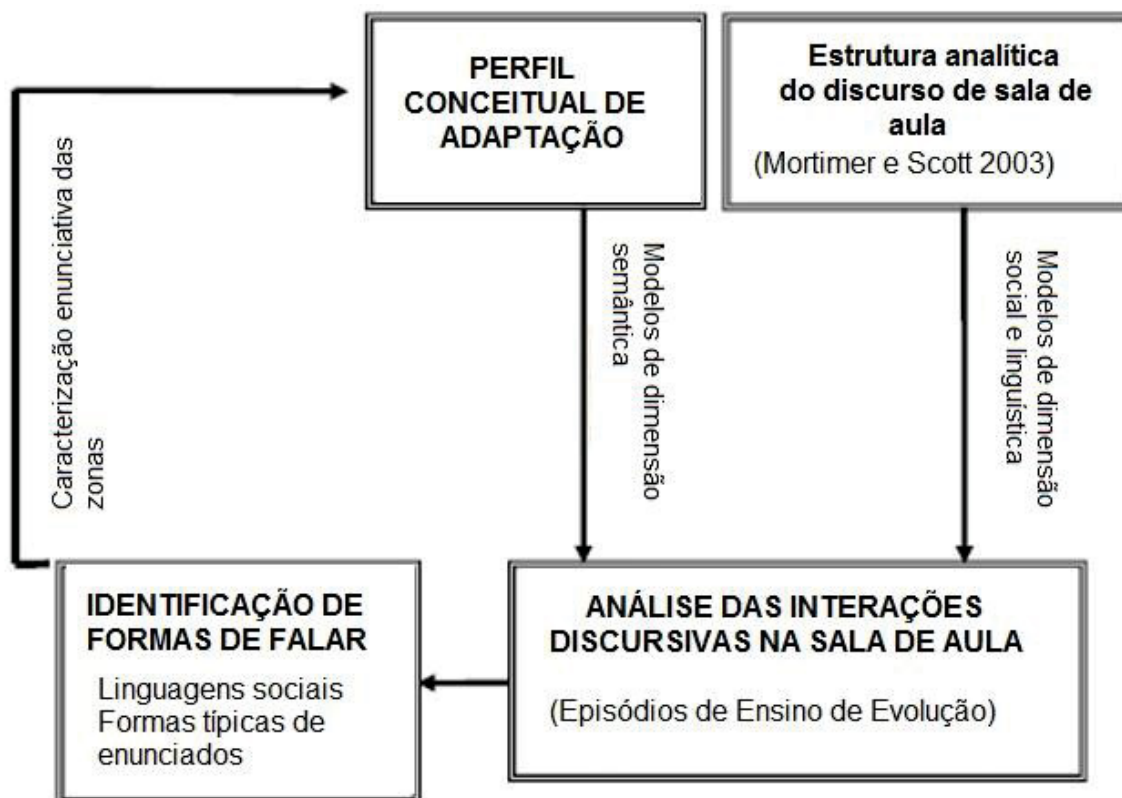 PERFIL
CONCEITUAL DE
ADAPTAÇÃO
Estrutura analítica
do discurso de sala de
aula
(Mortimer e Scott 2003)
Caracterização enunciativa das
zonas
Modelos de dimensão
semântica
Modelos de dimensão
social e linguística
IDENTIFICAÇÃO DE
FORMAS DE FALAR
Linguagens sociais
Formas típicas de
enunciados
ANÁLISE DAS INTERAÇÕES
DISCURSIVAS NA SALA DE AULA
(Episódios de Ensino de Evolução)